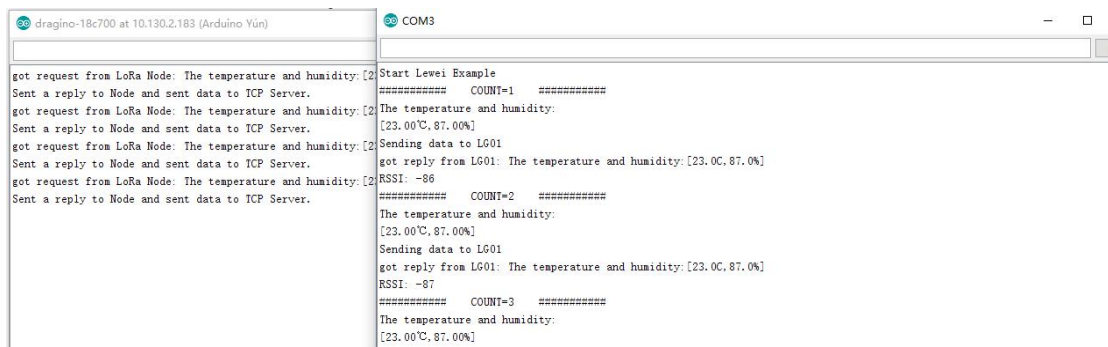 dragino-18c700 at 10.130.2.183 (Arduino Yún)
got request from LoRa Node: The temperature and humidity:[23
Sent a reply to Node and sent data to TCP Server.
got request from LoRa Node: The temperature and humidity:[23
Sent a reply to Node and sent data to TCP Server.
got request from LoRa Node: The temperature and humidity:[23
Sent a reply to Node and sent data to TCP Server.
got request from LoRa Node: The temperature and humidity:[23
Sent a reply to Node and sent data to TCP Server.
COM3
Start Lewei Example
########### COUNT=1 ###########
The temperature and humidity:
[23.00℃,87.00%]
Sending data to LG01
got reply from LG01: The temperature and humidity:[23.0C,87.0%]
RSSI: -86
########### COUNT=2 ###########
The temperature and humidity:
[23.00℃,87.00%]
Sending data to LG01
got reply from LG01: The temperature and humidity:[23.0C,87.0%]
RSSI: -87
########### COUNT=3 ###########
The temperature and humidity:
[23.00℃,87.00%]